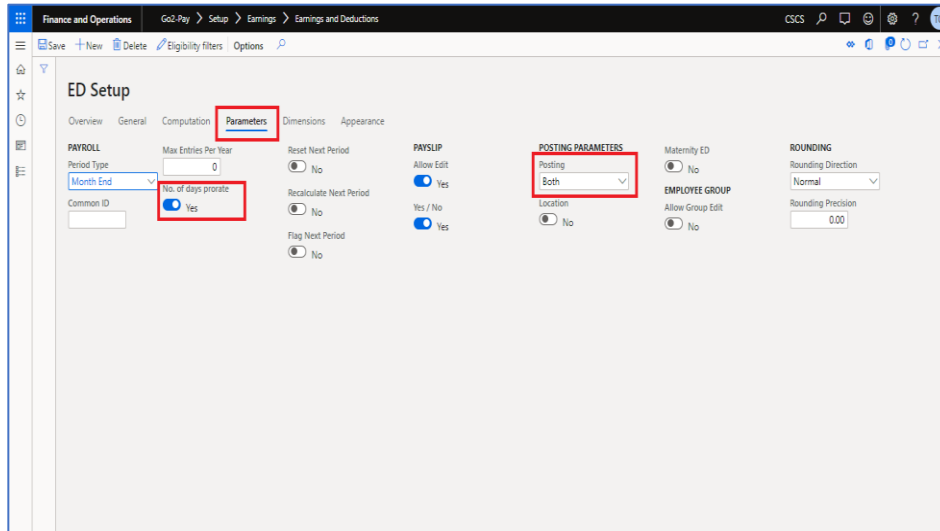 Finance and Operations
Go2-Pay > Setup > Earnings > Earnings and Deductions
CSCS
?
Save
New
Delete
Eligibility filters
Options
0
ED Setup
Overview
General
Computation
Parameters
Dimensions
Appearance
PAYROLL
Period Type
Month End
Common ID
Max Entries Per Year
0
No. of days prorate
Yes
Reset Next Period
No
Recalculate Next Period
No
Flag Next Period
No
PAYSLIP
Allow Edit
Yes
Yes / No
Yes
POSTING PARAMETERS
Posting
Both
Location
No
Maternity ED
No
EMPLOYEE GROUP
Allow Group Edit
No
ROUNDING
Rounding Direction
Normal
Rounding Precision
0.00